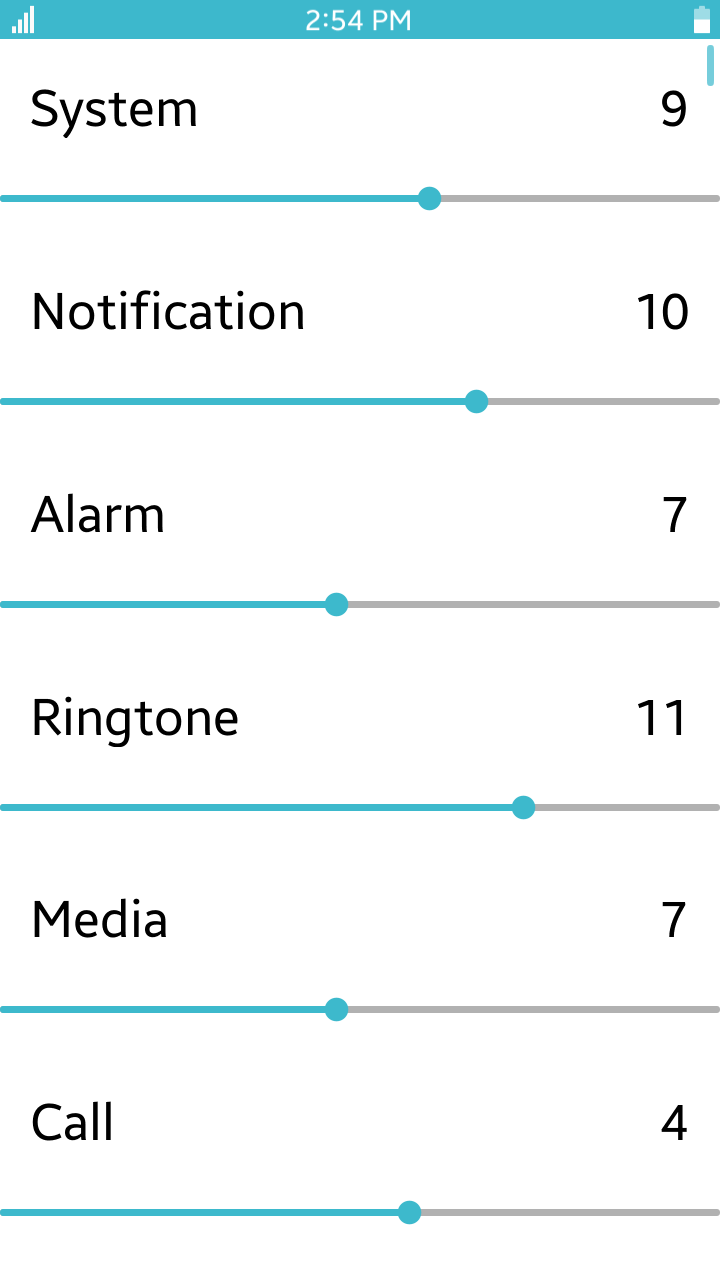 2:54 PM
System 9
Notification 10
Alarm 7
Ringtone 11
Media 7
Call 4